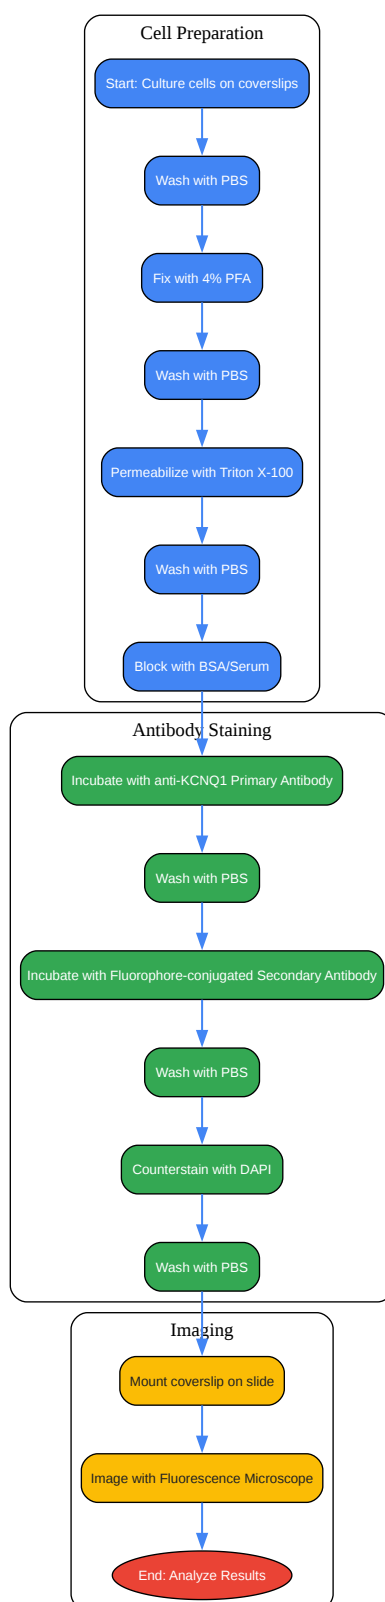 Cell Preparation
Start: Culture cells on coverslips
Wash with PBS
Fix with 4% PFA
Wash with PBS
Permeabilize with Triton X-100
Wash with PBS
Block with BSA/Serum
Antibody Staining
Incubate with anti-KCNQ1 Primary Antibody
Wash with PBS
Incubate with Fluorophore-conjugated Secondary Antibody
Wash with PBS
Counterstain with DAPI
Wash with PBS
Imaging
Mount coverslip on slide
Image with Fluorescence Microscope
End: Analyze Results